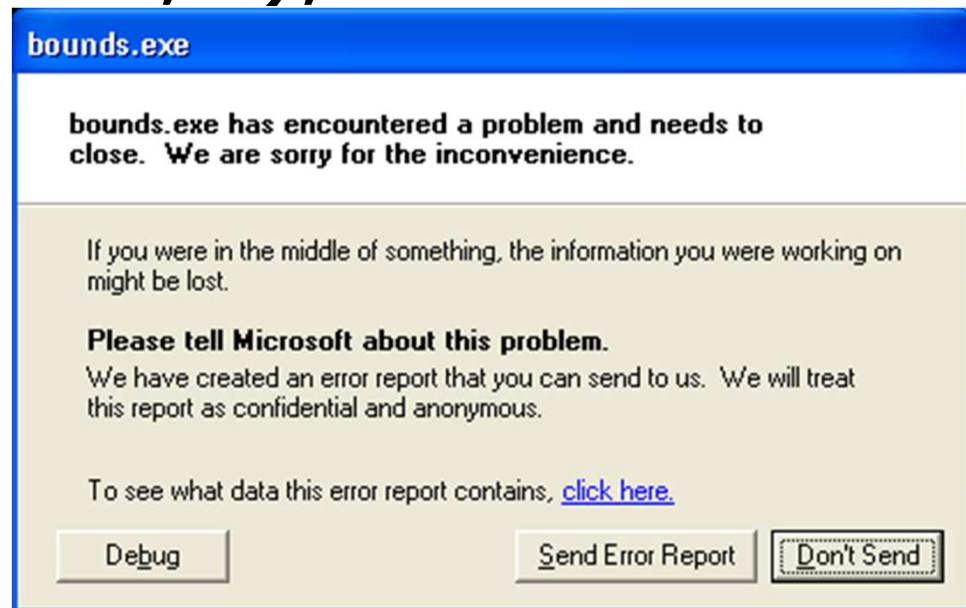 bounds.exe
bounds.exe has encountered a problem and needs to
close.  We are sorry for the inconvenience.
If you were in the middle of something, the information you were working on
might be lost.
Please tell Microsoft about this problem.
We have created an error report that you can send to us.  We will treat
this report as confidential and anonymous.
To see what data this error report contains, click here.
Debug
Send Error Report
Don't Send